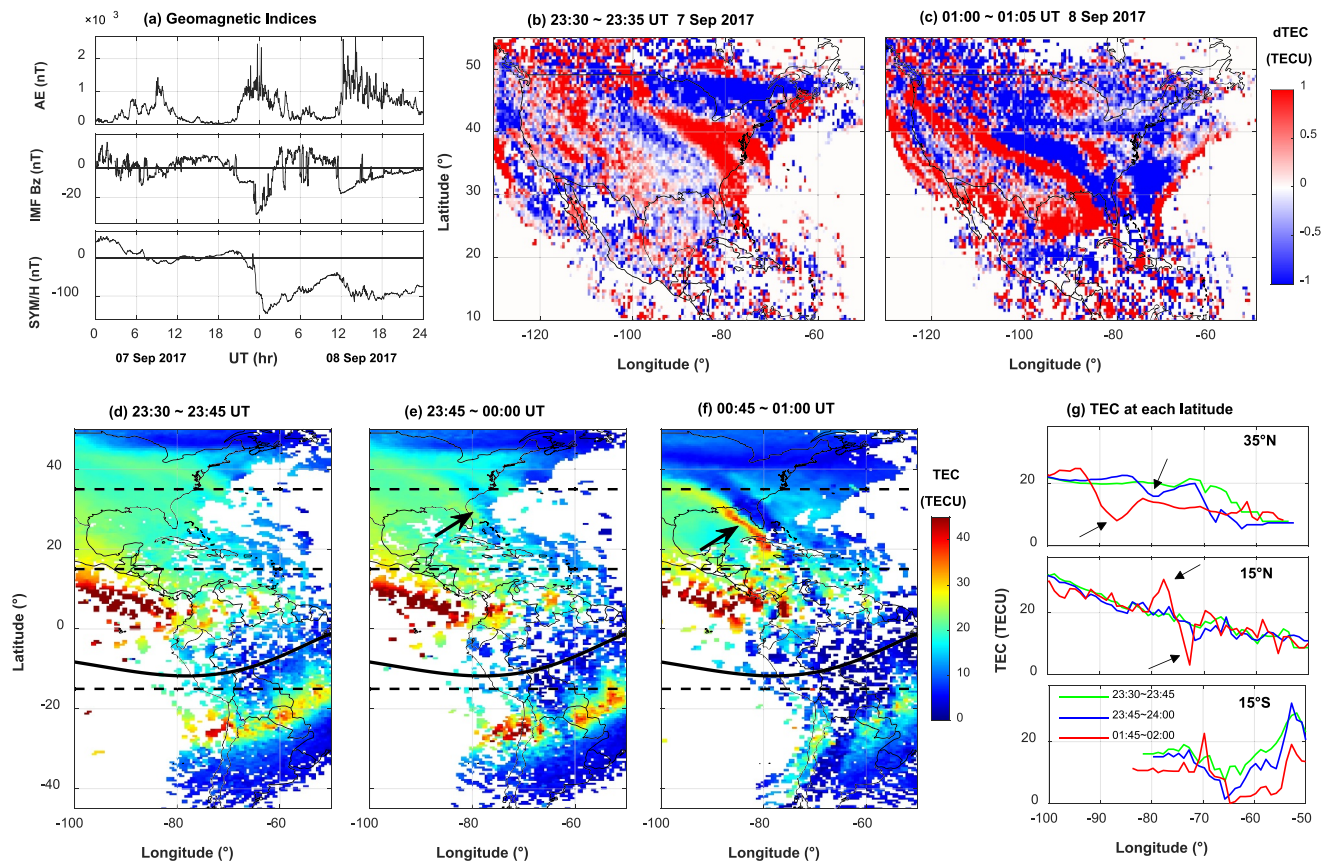 (a) Geomagnetic Indices
×10 ³
AE (nT)
2
1
0
IMF Bz (nT)
0
-20
SYM/H (nT)
0
-100
0 6 12 18 0 6 12 18 24
07 Sep 2017 UT (hr) 08 Sep 2017
(b) 23:30 ~ 23:35 UT 7 Sep 2017
Latitude (°)
50
40
30
20
10
-120 -100 -80 -60
Longitude (°)
(c) 01:00 ~ 01:05 UT 8 Sep 2017
-120 -100 -80 -60
Longitude (°)
dTEC
(TECU)
1
0.5
0
-0.5
-1
(d) 23:30 ~ 23:45 UT
Latitude (°)
40
20
0
-20
-40
-100 -80 -60
Longitude (°)
(e) 23:45 ~ 00:00 UT
-100 -80 -60
Longitude (°)
(f) 00:45 ~ 01:00 UT
-100 -80 -60
Longitude (°)
TEC
(TECU)
40
30
20
10
0
(g) TEC at each latitude
TEC (TECU)
35°N
20
0
15°N
20
0
15°S
23:30~23:45
23:45~24:00
01:45~02:00
20
0
-100 -90 -80 -70 -60 -50
Longitude (°)